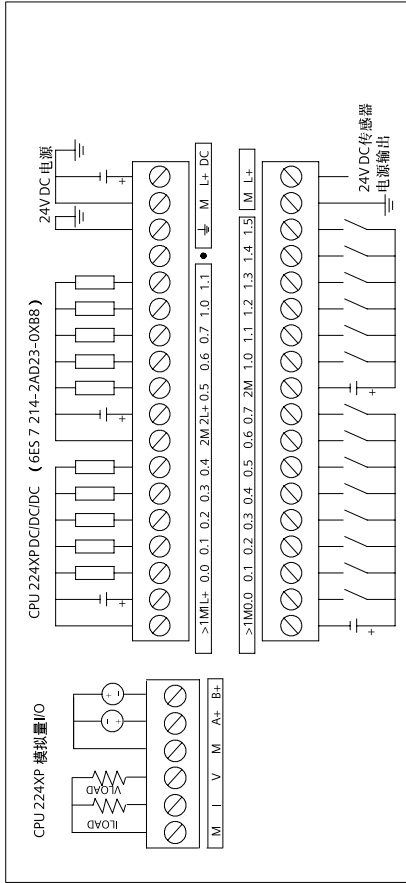 CPU 224XP DC/DC/DC （6ES 7 214-2AD23-0XB8）
24V DC 电源
>1M 1L+ 0.0 0.1 0.2 0.3 0.4 2M 2L+ 0.5 0.6 0.7 1.0 1.1 • ⏚ M L+ DC
>1M 0.0 0.1 0.2 0.3 0.4 0.5 0.6 0.7 2M 1.0 1.1 1.2 1.3 1.4 1.5 M L+
24V DC传感器
电源输出
CPU 224XP 模拟量I/O
ILOAD
VLOAD
M I V M A+ B+